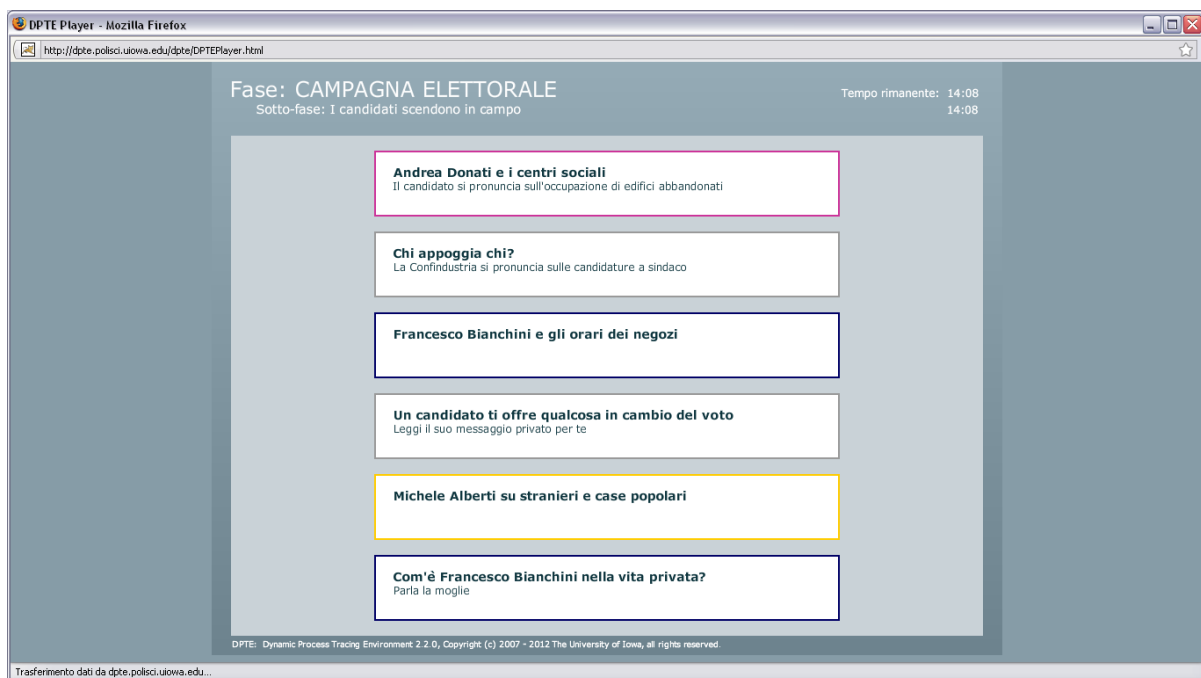 DPTE Player - Mozilla Firefox
http://dpte.polisci.uiowa.edu/dpte/DPTEPlayer.html
Fase: CAMPAGNA ELETTORALE
Tempo rimanente: 14:08
Sotto-fase: I candidati scendono in campo
14:08
Andrea Donati e i centri sociali
Il candidato si pronuncia sull'occupazione di edifici abbandonati
Chi appoggia chi?
La Confindustria si pronuncia sulle candidature a sindaco
Francesco Bianchini e gli orari dei negozi
Un candidato ti offre qualcosa in cambio del voto
Leggi il suo messaggio privato per te
Michele Alberti su stranieri e case popolari
Com'è Francesco Bianchini nella vita privata?
Parla la moglie
DPTE: Dynamic Process Tracing Environment 2.2.0, Copyright (c) 2007 - 2012 The University of Iowa, all rights reserved.
Trasferimento dati da dpte.polisci.uiowa.edu...